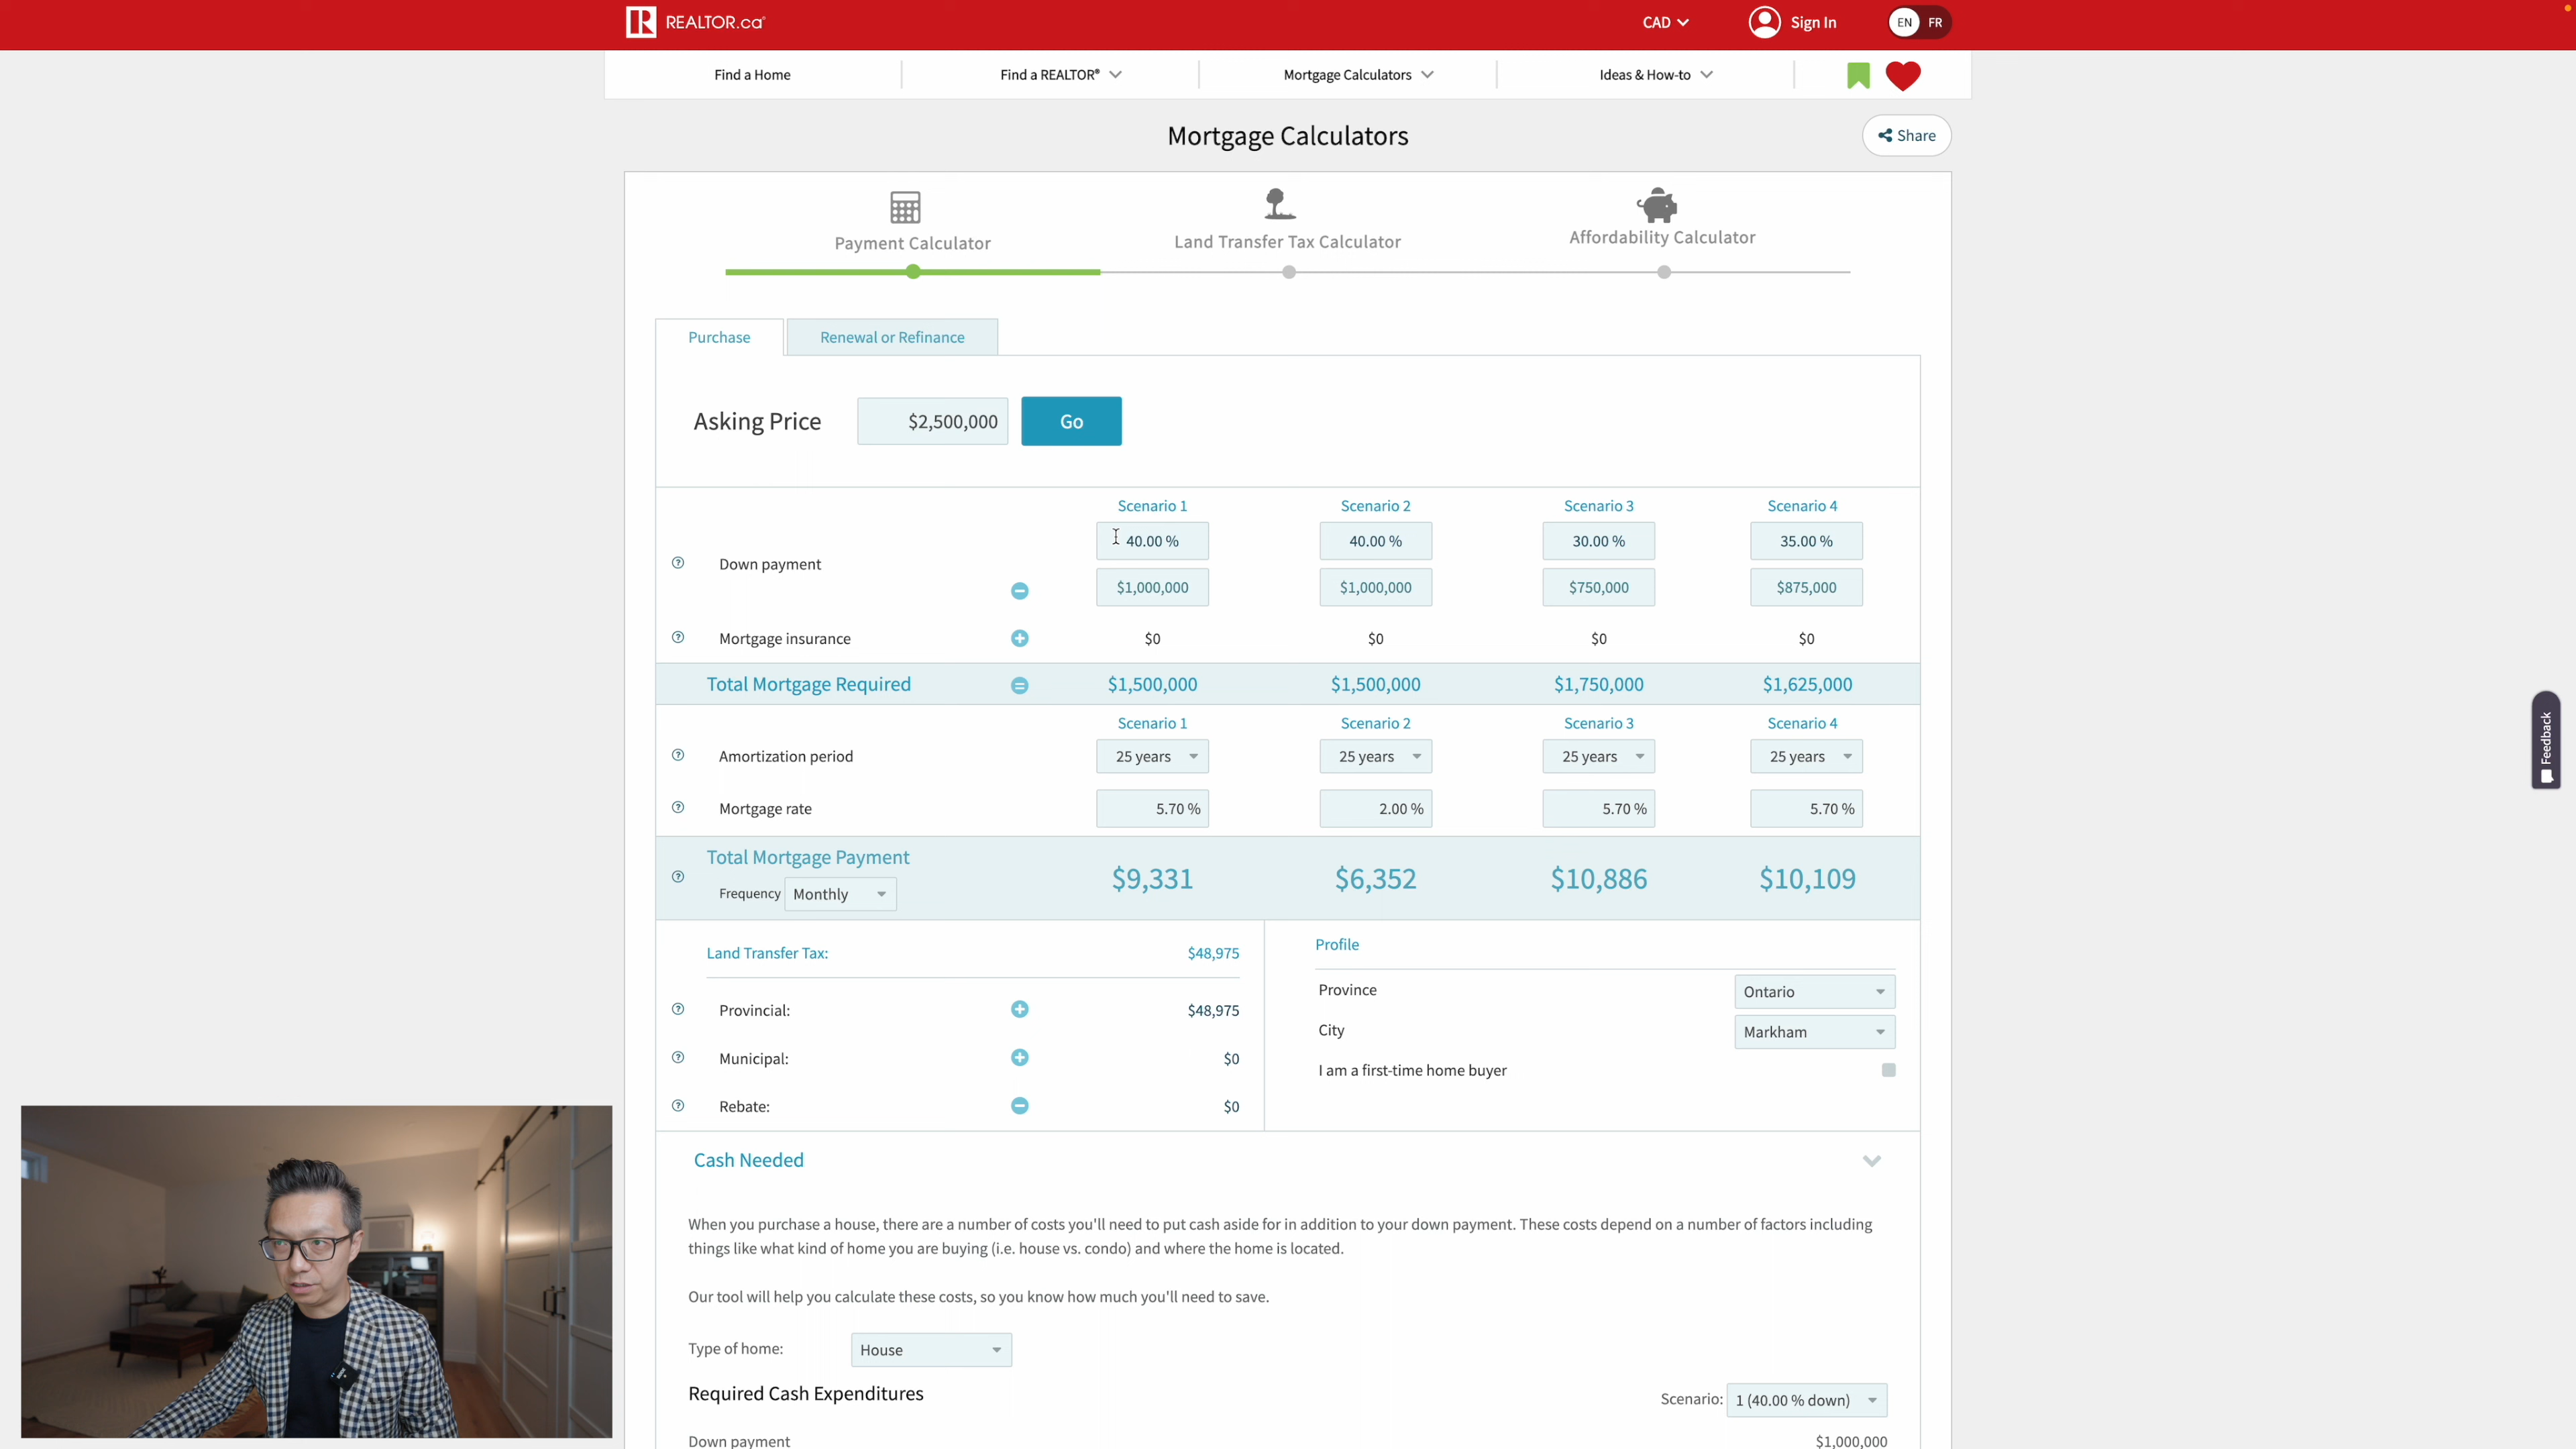 REALTOR.ca®
CAD
Sign In
EN FR
Find a Home
Find a REALTOR®
Mortgage Calculators
Ideas & How-to
Mortgage Calculators
Share
Payment Calculator
Land Transfer Tax Calculator
Affordability Calculator
Purchase
Renewal or Refinance
Asking Price $2,500,000 Go
Scenario 1 Scenario 2 Scenario 3 Scenario 4
40.00 % 40.00 % 30.00 % 35.00 %
Down payment
$1,000,000 $1,000,000 $750,000 $875,000
Mortgage insurance $0 $0 $0 $0
Total Mortgage Required $1,500,000 $1,500,000 $1,750,000 $1,625,000
Scenario 1 Scenario 2 Scenario 3 Scenario 4
Amortization period 25 years 25 years 25 years 25 years
Mortgage rate 5.70 % 2.00 % 5.70 % 5.70 %
Total Mortgage Payment $9,331 $6,352 $10,886 $10,109
Frequency Monthly
Land Transfer Tax: $48,975
Provincial: $48,975
Municipal: $0
Rebate: $0
Profile
Province Ontario
City Markham
I am a first-time home buyer
Cash Needed
When you purchase a house, there are a number of costs you'll need to put cash aside for in addition to your down payment. These costs depend on a number of factors including
things like what kind of home you are buying (i.e. house vs. condo) and where the home is located.
Our tool will help you calculate these costs, so you know how much you'll need to save.
Type of home: House
Required Cash Expenditures
Scenario: 1 (40.00 % down)
Down payment $1,000,000
Feedback